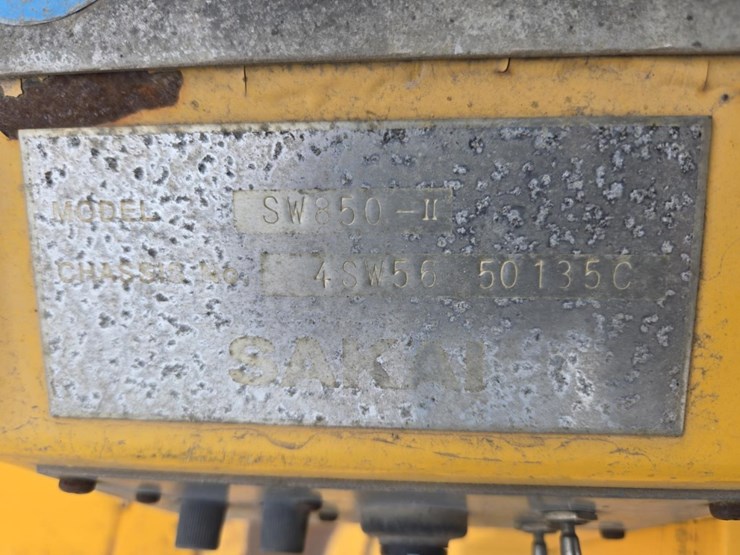 MODEL SW850-II
CHASSIS No. 4SW56 50135C
SAKAI